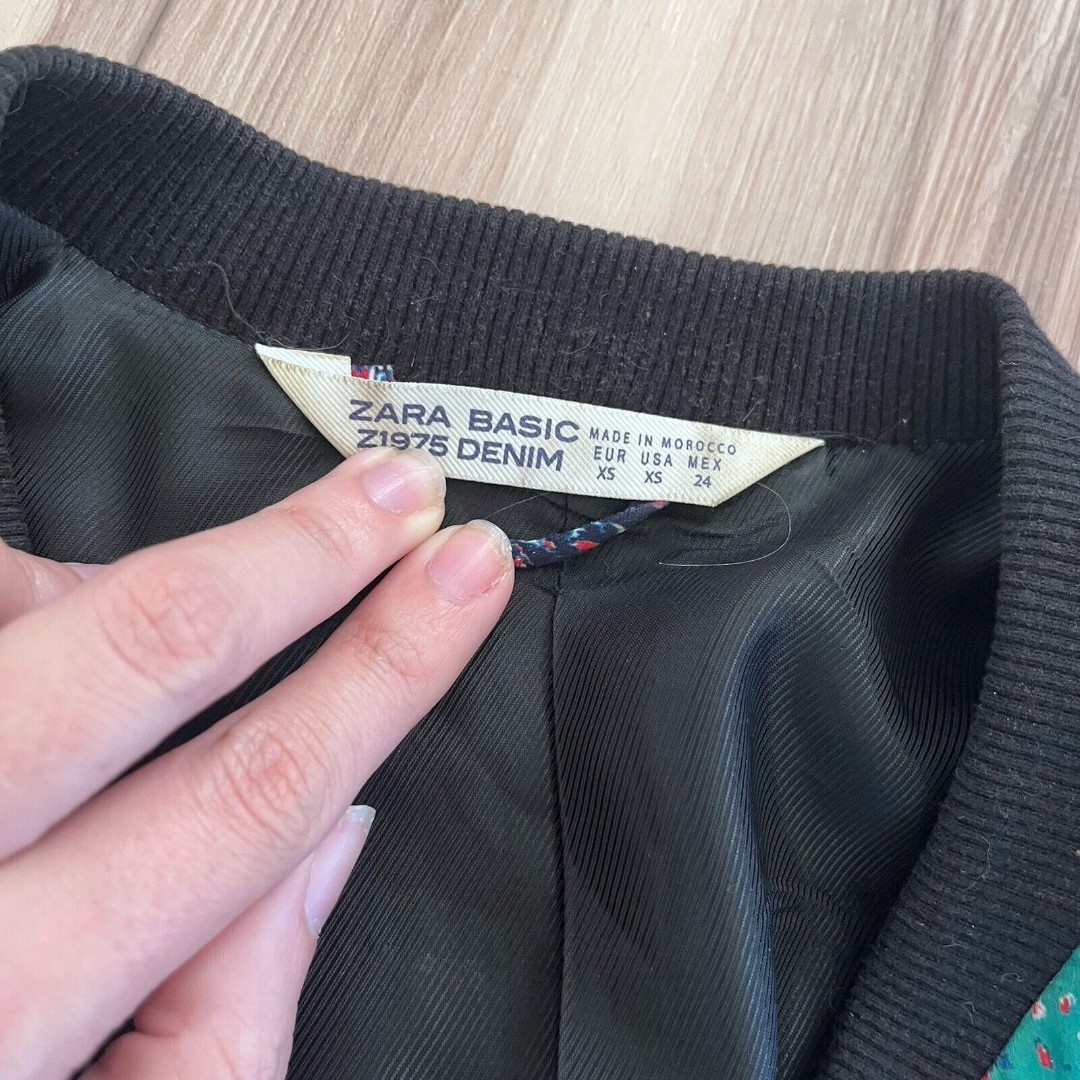 ZARA BASIC
Z1975 DENIM
MADE IN MOROCCO
EUR USA MEX
XS XS 24